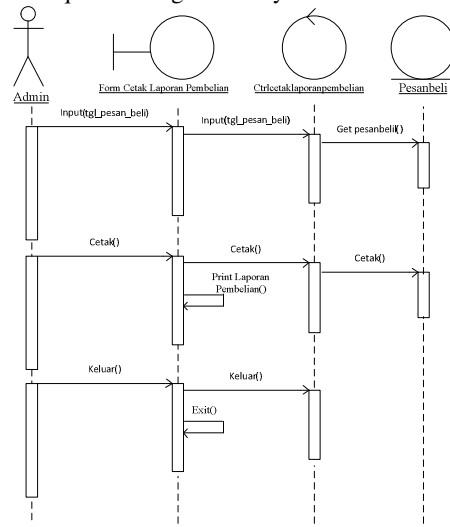 Admin
Form Cetak Laporan Pembelian
Ctrlcetaklaporanpembelian
Pesanbeli
Input(tgl_pesan_beli)
Input(tgl_pesan_beli)
Get pesanbelil()
Cetak()
Cetak()
Cetak()
Print Laporan
Pembelian()
Keluar()
Keluar()
Exit()